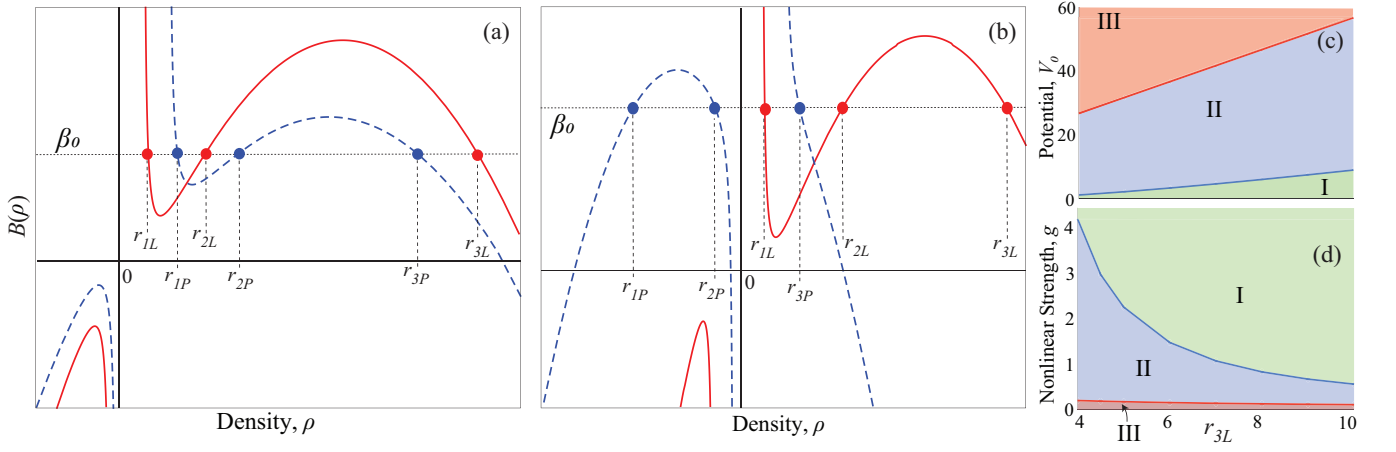 (a)
β₀
B(ρ)
r₁L
r₂L
r₃L
0
r₁P
r₂P
r₃P
Density, ρ
(b)
β₀
r₁L
r₂L
r₃L
r₁P
r₂P
0
r₃P
Density, ρ
60
III
(c)
40
II
20
I
0
Potential, V₀
4
(d)
3
I
2
1
II
0
Nonlinear Strength, g
III
4
6
8
10
r₃L